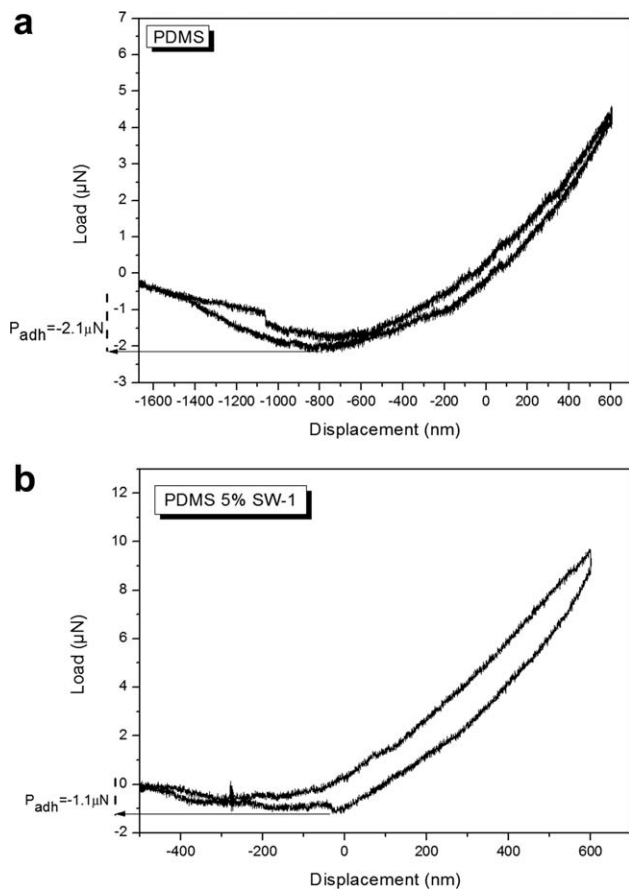 a
PDMS
7
6
5
4
3
2
1
0
-1
-2
-3
Load (µN)
Padh=-2.1µN
-1600 -1400 -1200 -1000 -800 -600 -400 -200 0 200 400 600
Displacement (nm)
b
PDMS 5% SW-1
12
10
8
6
4
2
0
-2
Load (µN)
Padh=-1.1µN
-400 -200 0 200 400 600
Displacement (nm)